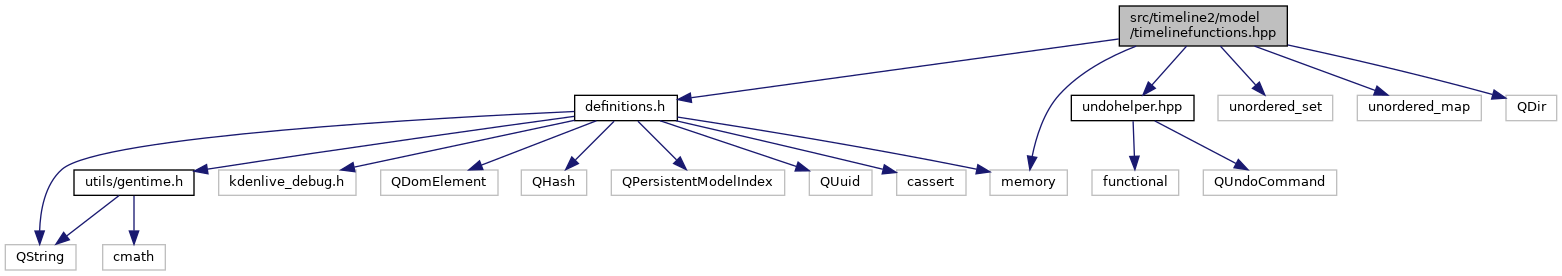 src/timeline2/model
/timelinefunctions.hpp
definitions.h
undohelper.hpp
unordered_set
unordered_map
QDir
utils/gentime.h
kdenlive_debug.h
QDomElement
QHash
QPersistentModelIndex
QUuid
cassert
memory
functional
QUndoCommand
QString
cmath